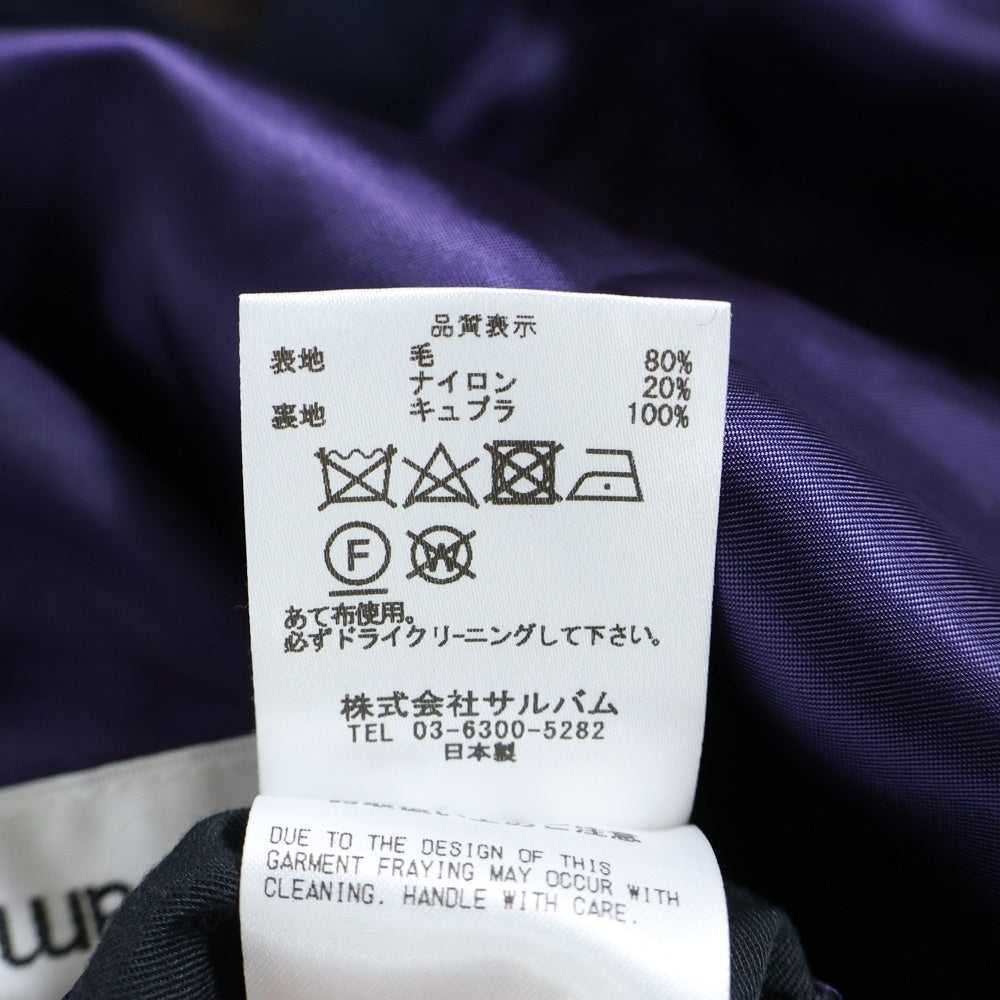 品質表示
表地 毛 80%
ナイロン 20%
裏地 キュプラ 100%
F
W
あて布使用。
必ずドライクリーニングして下さい。
株式会社サルバム
TEL 03-6300-5282
日本製
DUE TO THE DESIGN OF THIS
GARMENT FRAYING MAY OCCUR WITH
CLEANING. HANDLE WITH CARE.